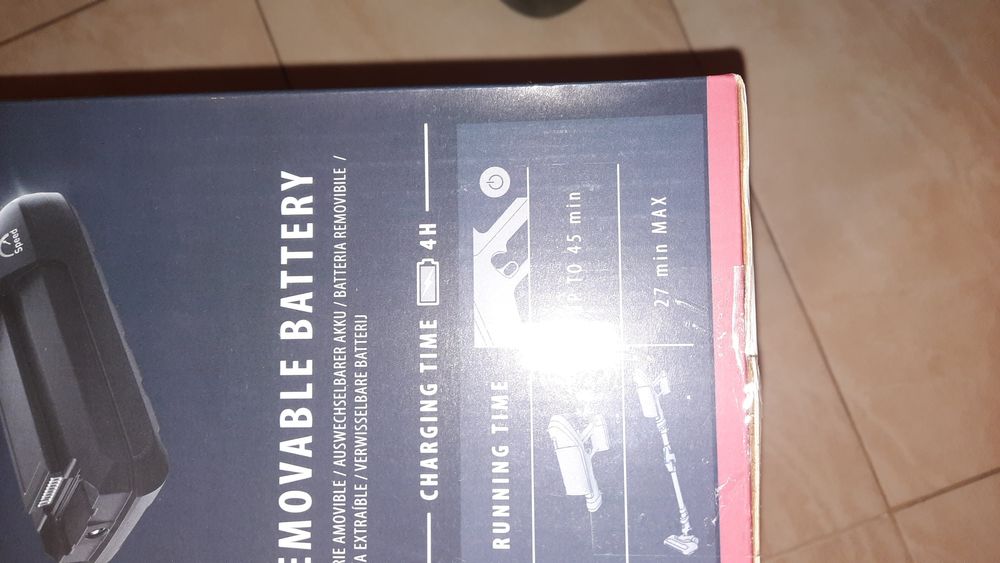 EMOVABLE BATTERY
RIE AMOVIBLE / AUSWECHSELBARER AKKU / BATTERIA REMOVIBILE /
A EXTRAÍBLE / VERWISSELBARE BATTERIJ
CHARGING TIME 4H
RUNNING TIME
P TO 45 min
27 min MAX
Speed